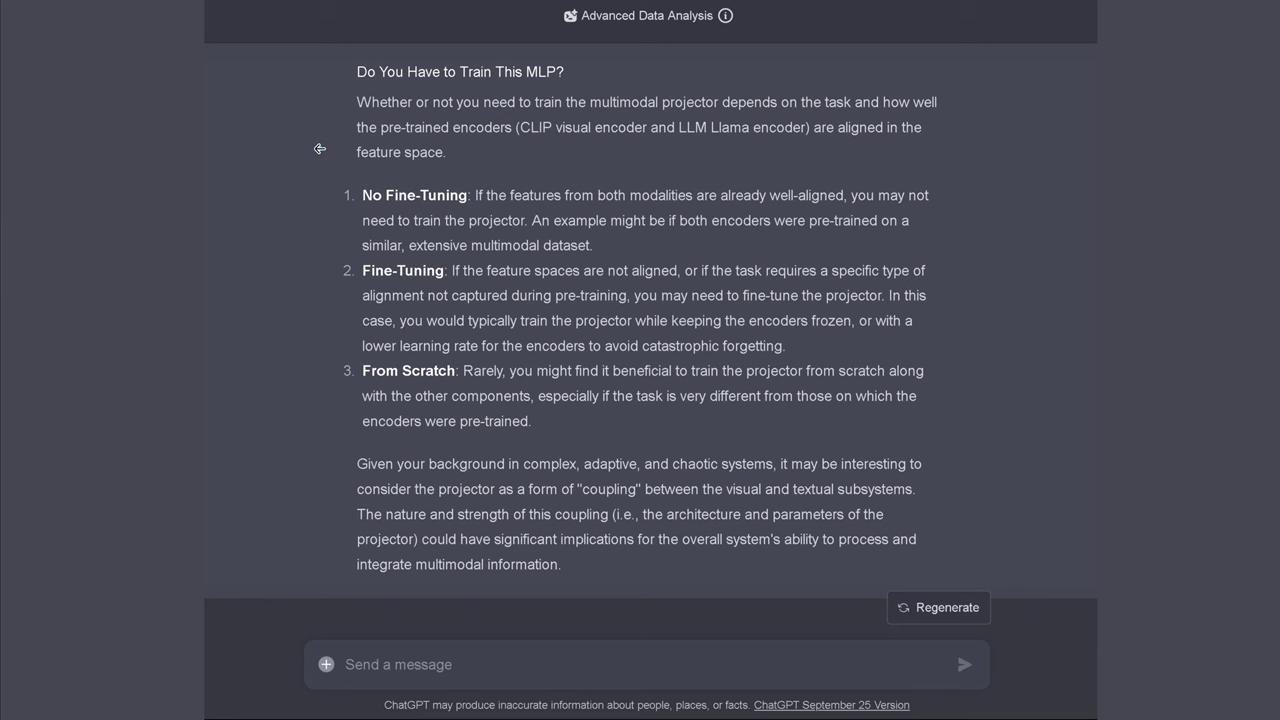 Advanced Data Analysis
Do You Have to Train This MLP?
Whether or not you need to train the multimodal projector depends on the task and how well
the pre-trained encoders (CLIP visual encoder and LLM Llama encoder) are aligned in the
feature space.
1. No Fine-Tuning: If the features from both modalities are already well-aligned, you may not
need to train the projector. An example might be if both encoders were pre-trained on a
similar, extensive multimodal dataset.
2. Fine-Tuning: If the feature spaces are not aligned, or if the task requires a specific type of
alignment not captured during pre-training, you may need to fine-tune the projector. In this
case, you would typically train the projector while keeping the encoders frozen, or with a
lower learning rate for the encoders to avoid catastrophic forgetting.
3. From Scratch: Rarely, you might find it beneficial to train the projector from scratch along
with the other components, especially if the task is very different from those on which the
encoders were pre-trained.
Given your background in complex, adaptive, and chaotic systems, it may be interesting to
consider the projector as a form of "coupling" between the visual and textual subsystems.
The nature and strength of this coupling (i.e., the architecture and parameters of the
projector) could have significant implications for the overall system's ability to process and
integrate multimodal information.
Regenerate
Send a message
ChatGPT may produce inaccurate information about people, places, or facts. ChatGPT September 25 Version